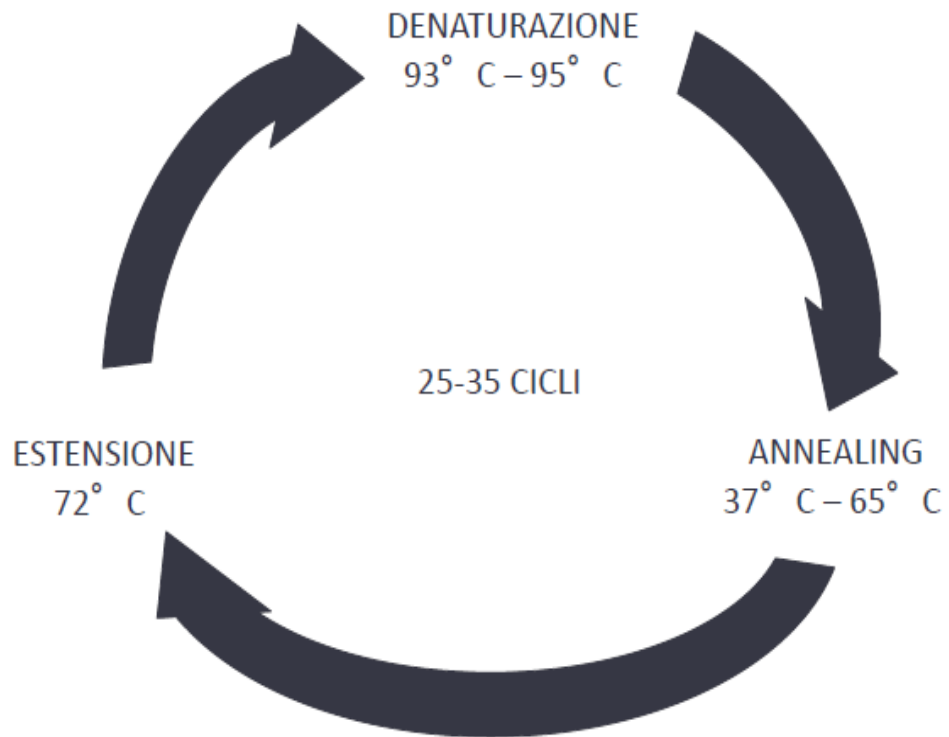 DENATURAZIONE
93° C – 95° C
25-35 CICLI
ESTENSIONE
72° C
ANNEALING
37° C – 65° C